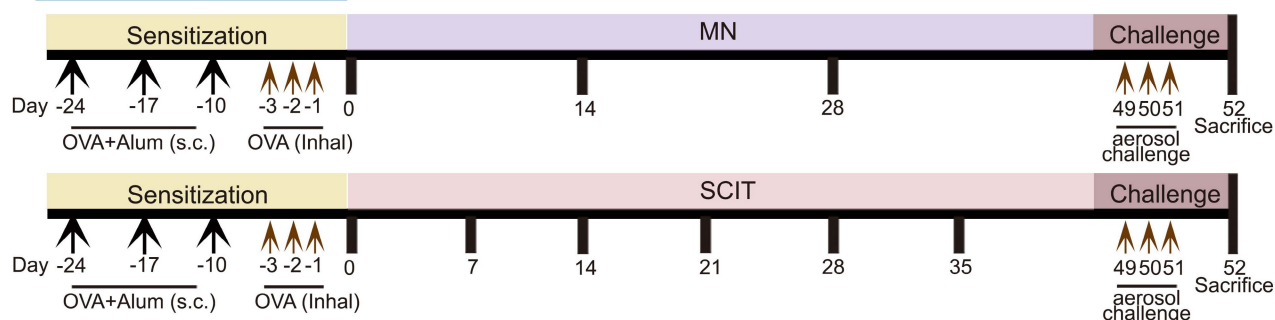 Sensitization MN Challenge
Day -24 -17 -10 -3 -2 -1 0 14 28 49 50 51 52
OVA+Alum (s.c.) OVA (Inhal) aerosol challenge Sacrifice
Sensitization SCIT Challenge
Day -24 -17 -10 -3 -2 -1 0 7 14 21 28 35 49 50 51 52
OVA+Alum (s.c.) OVA (Inhal) aerosol challenge Sacrifice